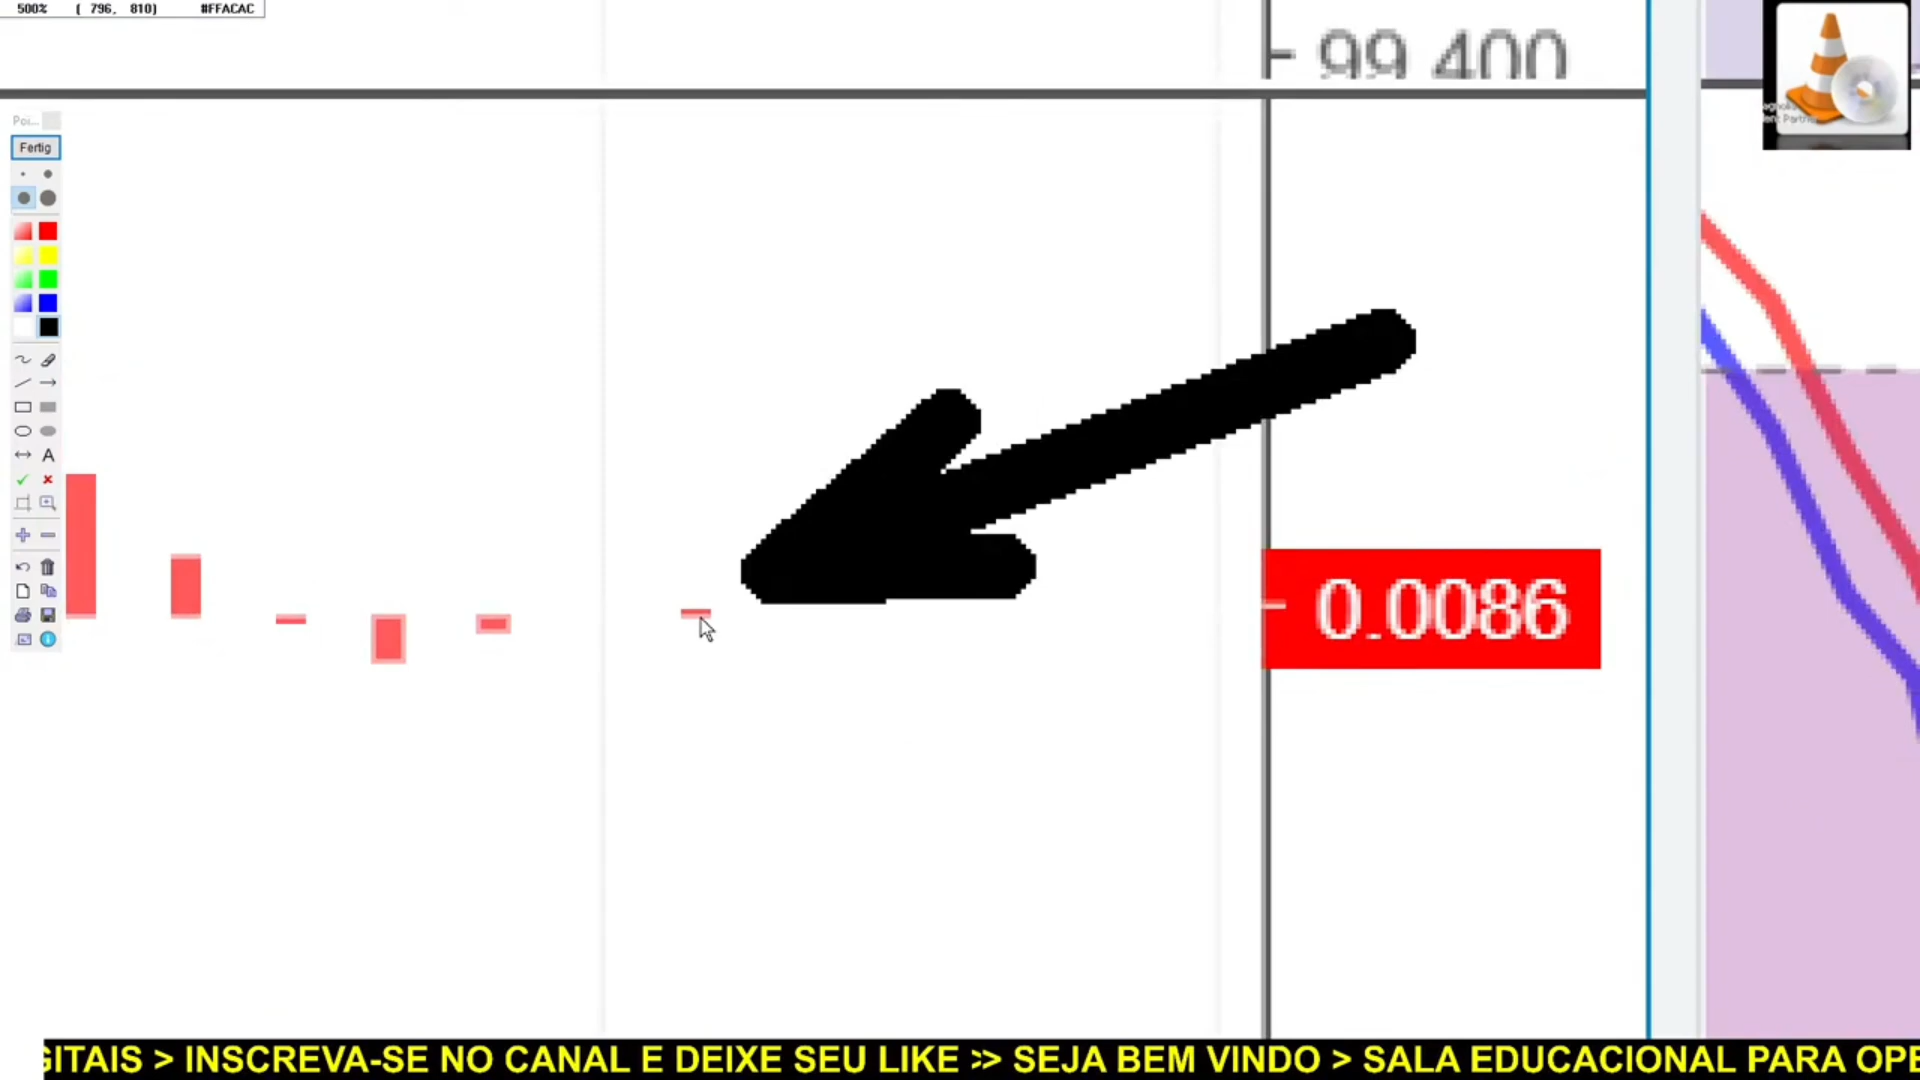 500% ( 796, 810) #FFACAC
99.400
Poi...
Fertig
A
0.0086
GITAIS > INSCREVA-SE NO CANAL E DEIXE SEU LIKE >> SEJA BEM VINDO > SALA EDUCACIONAL PARA OPE